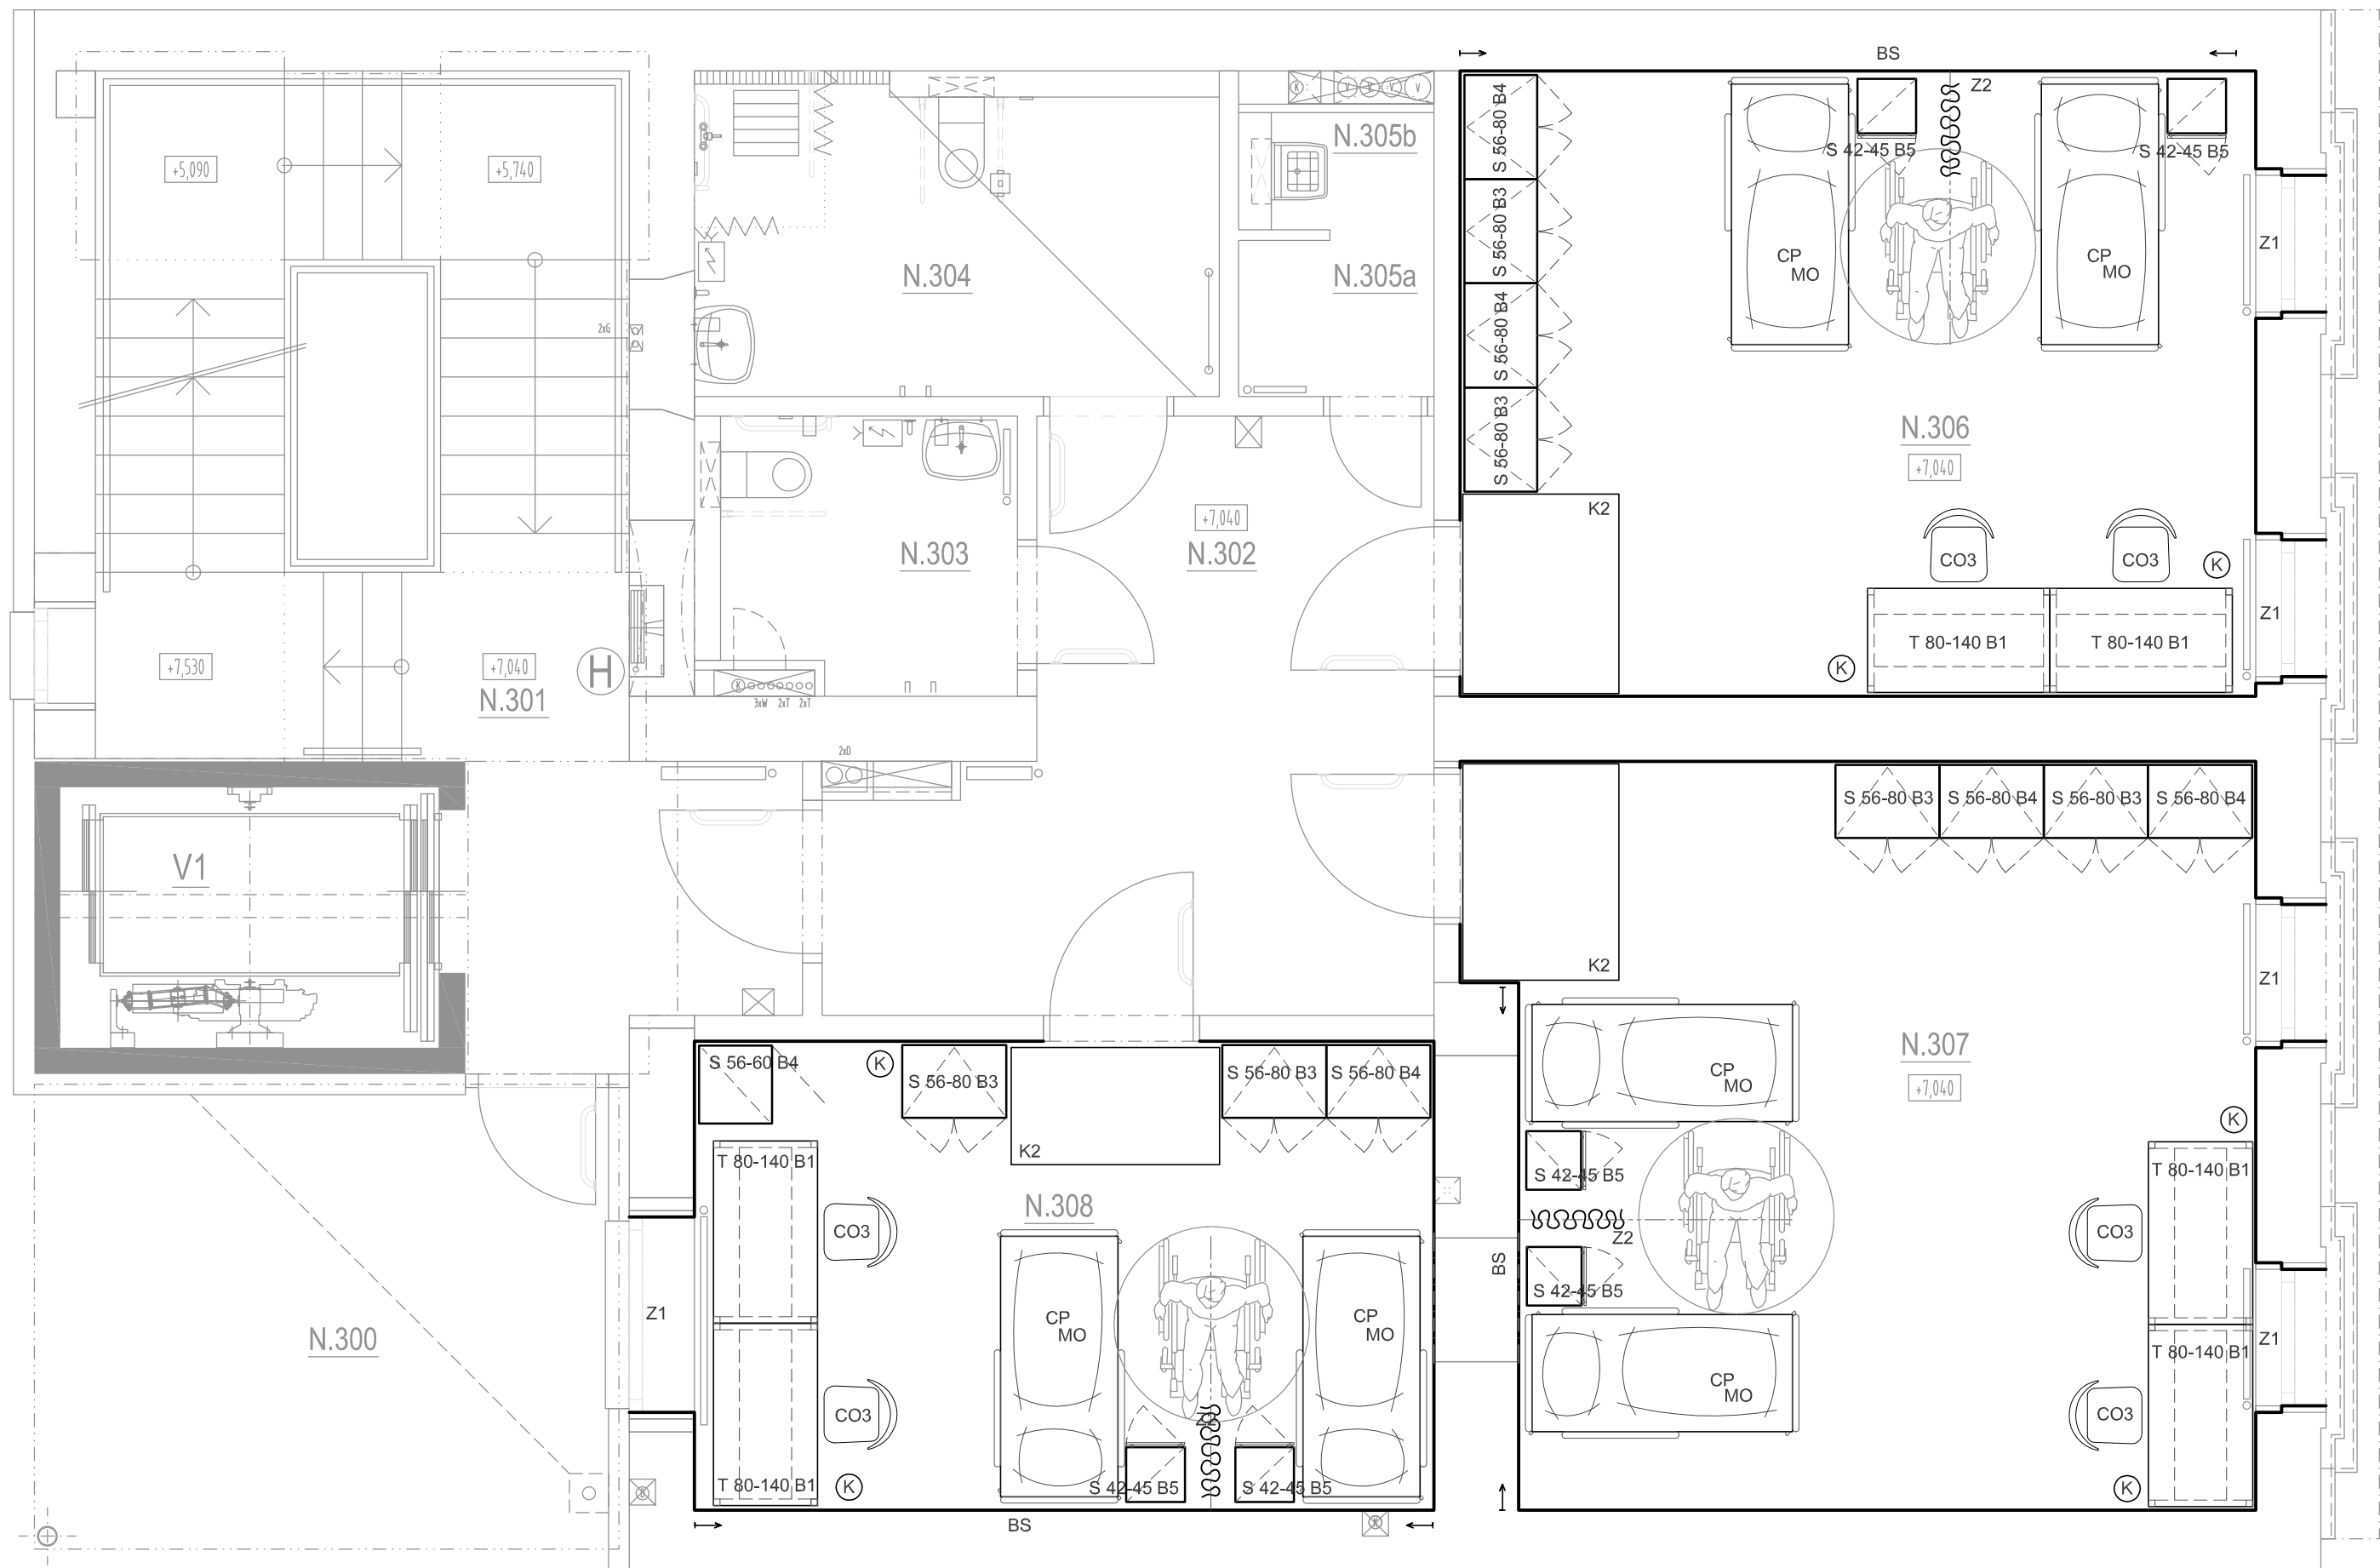 BS
Z2
S 56-80 B4
N.305b
+5,090
+5,740
K
V
V
V
V
S 42-45 B5
S 42-45 B5
S 56-80 B3
Z1
CP
MO
CP
MO
N.304
N.305a
2xG
S 56-80 B4
S 56-80 B3
N.306
+7,040
K2
+7,040
N.302
N.303
CO3
CO3
K
Z1
T 80-140 B1
T 80-140 B1
K
+7,530
+7,040
H
N.301
K
3xW
2xT
2xT
2xD
S 56-80 B3
S 56-80 B4
S 56-80 B3
S 56-80 B4
V1
K2
Z1
N.307
+7,040
S 56-60 B4
K
S 56-80 B3
S 56-80 B3
S 56-80 B4
CP
MO
K
K2
T 80-140 B1
S 42-45 B5
T 80-140 B1
N.308
CO3
Z2
CO3
BS
S 42-45 B5
Z1
N.300
CP
MO
CP
MO
Z1
T 80-140 B1
CP
MO
CO3
Z2
CO3
T 80-140 B1
K
S 42-45 B5
S 42-45 B5
K
BS